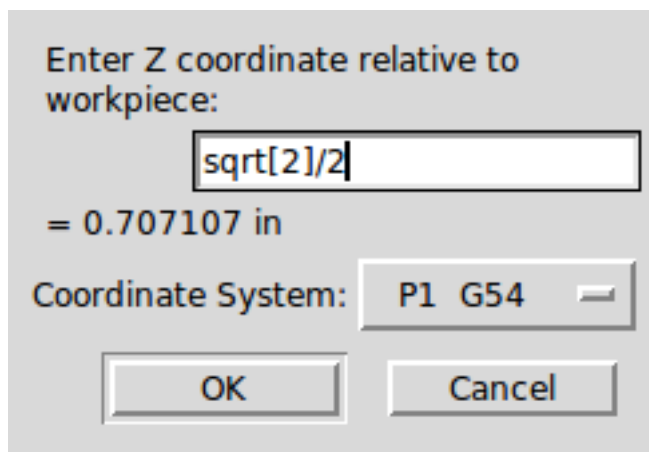 Enter Z coordinate relative to
workpiece:
sqrt[2]/2
= 0.707107 in
Coordinate System: P1 G54
OK Cancel